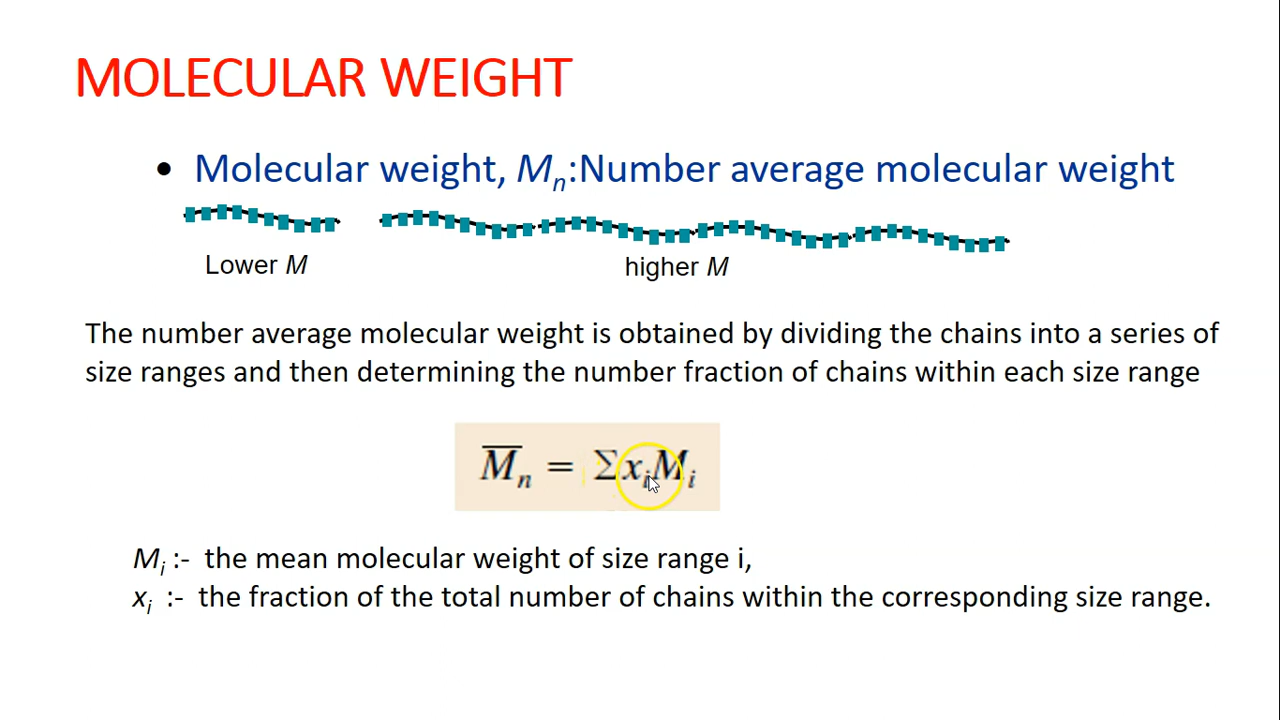 MOLECULAR WEIGHT
• Molecular weight, Mn:Number average molecular weight
Lower M
higher M
The number average molecular weight is obtained by dividing the chains into a series of
size ranges and then determining the number fraction of chains within each size range
M̅n = ΣxiMi
Mi :- the mean molecular weight of size range i,
xi :- the fraction of the total number of chains within the corresponding size range.